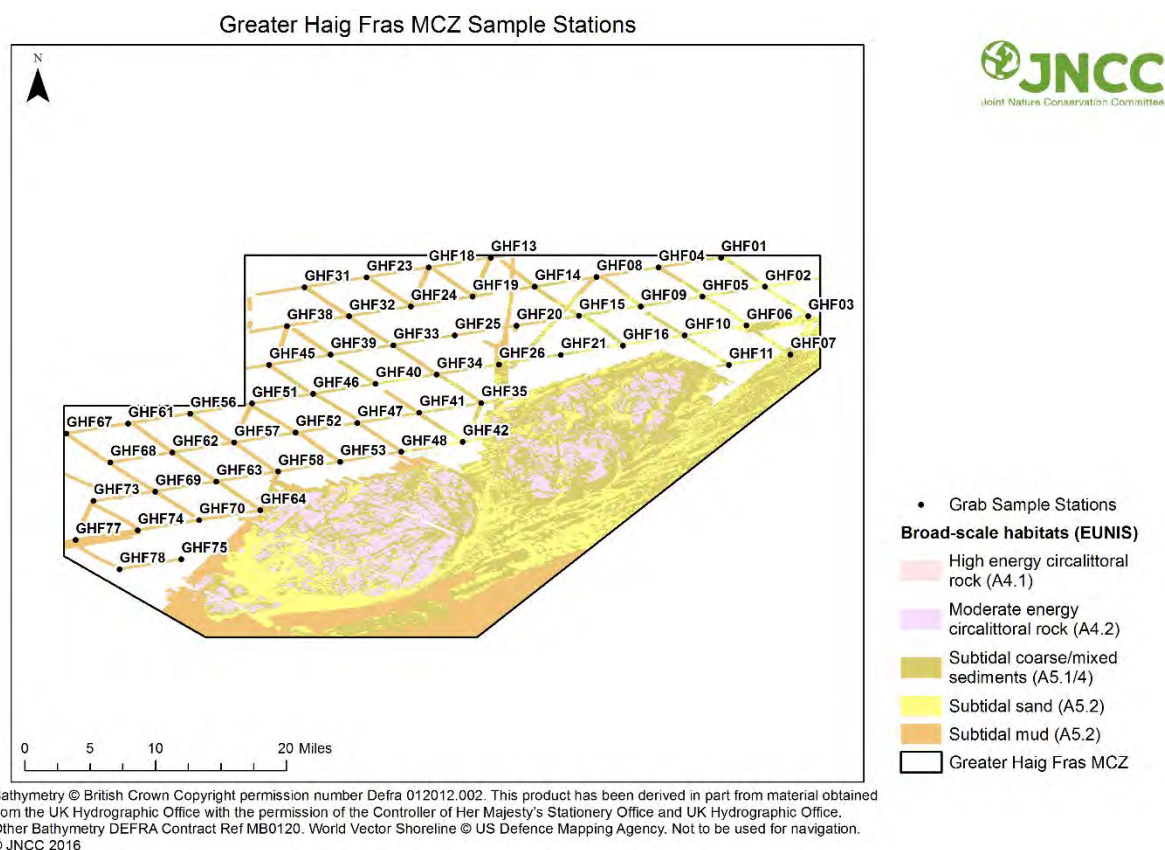 Greater Haig Fras MCZ Sample Stations
N
JNCC
Joint Nature Conservation Committee
GHF01
GHF13
GHF18
GHF04
GHF23
GHF08
GHF02
GHF31
GHF14
GHF05
GHF19
GHF24
GHF09
GHF03
GHF32
GHF15
GHF38
GHF06
GHF20
GHF10
GHF25
GHF33
GHF16
GHF07
GHF39
GHF21
GHF11
GHF45
GHF26
GHF34
GHF40
GHF46
GHF51
GHF35
GHF56
GHF41
GHF61
GHF47
GHF67
GHF52
GHF42
GHF57
GHF62
GHF48
GHF68
GHF53
GHF58
GHF63
GHF69
GHF73
GHF64
GHF70
GHF74
GHF77
GHF75
GHF78
Grab Sample Stations
Broad-scale habitats (EUNIS)
High energy circalittoral
rock (A4.1)
Moderate energy
circalittoral rock (A4.2)
Subtidal coarse/mixed
sediments (A5.1/4)
Subtidal sand (A5.2)
Subtidal mud (A5.2)
Greater Haig Fras MCZ
0 5 10 20 Miles
athymetry © British Crown Copyright permission number Defra 012012.002. This product has been derived in part from material obtained
om the UK Hydrographic Office with the permission of the Controller of Her Majesty's Stationery Office and UK Hydrographic Office.
Other Bathymetry DEFRA Contract Ref MB0120. World Vector Shoreline © US Defence Mapping Agency. Not to be used for navigation.
© JNCC 2016